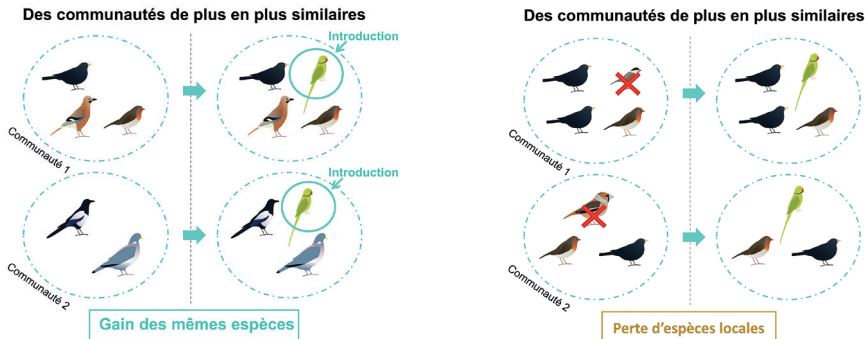 Des communautés de plus en plus similaires
Introduction
Communauté 1
Introduction
Communauté 2
Gain des mêmes espèces
Des communautés de plus en plus similaires
Communauté 1
Communauté 2
Perte d'espèces locales